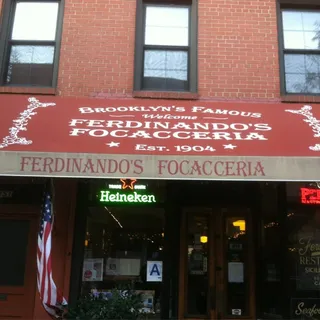 Brooklyn's Famous
Welcome
Ferdinando's
Focacceria
Est. 1904
Ferdinando's Focacceria
Heineken
A